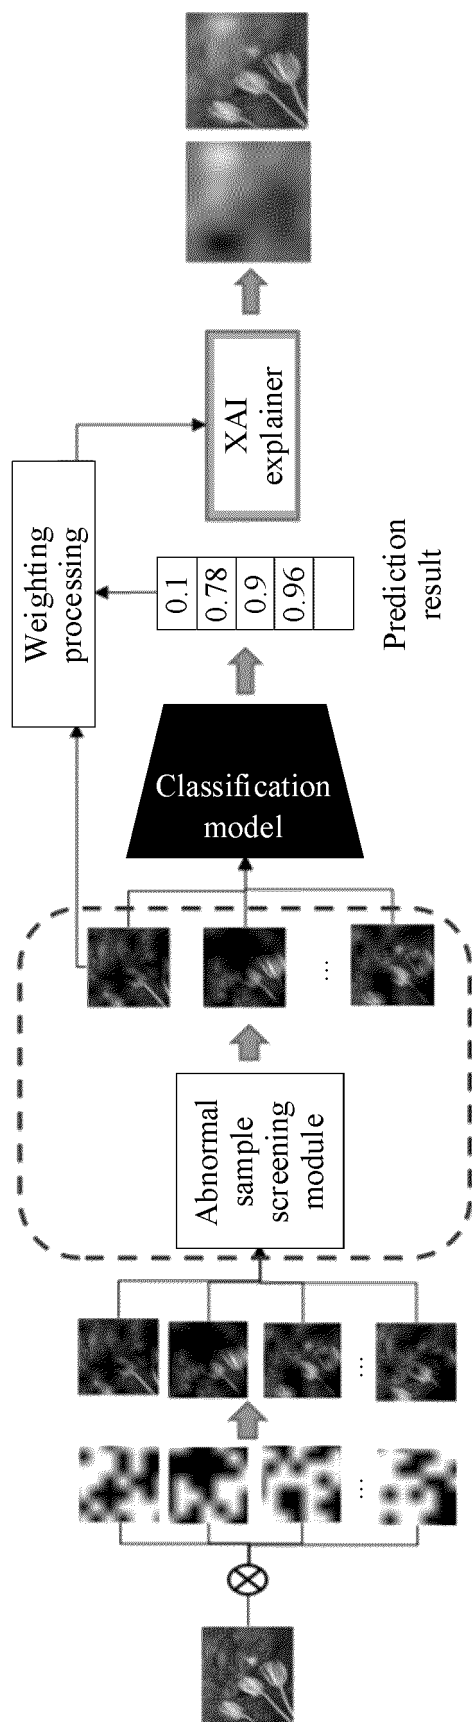 Abnormal
sample
screening
module
...
...
...
Classification
model
Weighting
processing
0.1
0.78
0.9
0.96
Prediction
result
XAI
explainer